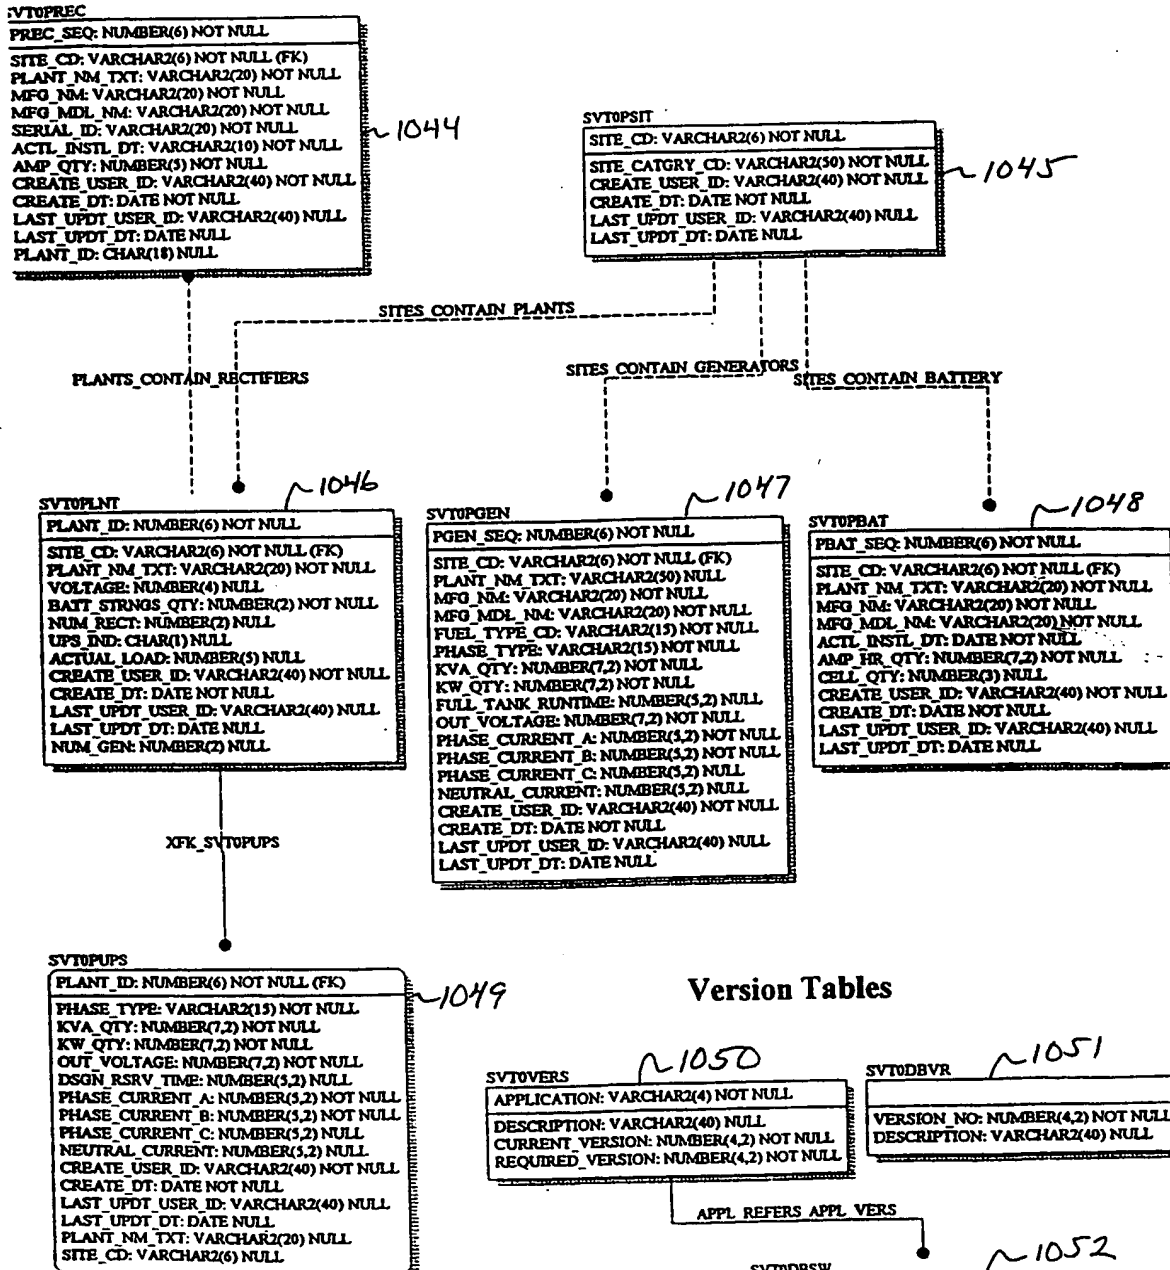 SVT0PREC
PREC_SEQ: NUMBER(6) NOT NULL
SITE_CD: VARCHAR2(6) NOT NULL (FK)
PLANT_NM_TXT: VARCHAR2(20) NOT NULL
MFG_NM: VARCHAR2(20) NOT NULL
MFG_MDL_NM: VARCHAR2(20) NOT NULL
SERIAL_ID: VARCHAR2(20) NOT NULL
ACTL_INSTL_DT: VARCHAR2(10) NOT NULL
AMP_QTY: NUMBER(5) NOT NULL
CREATE_USER_ID: VARCHAR2(40) NOT NULL
CREATE_DT: DATE NOT NULL
LAST_UPDT_USER_ID: VARCHAR2(40) NULL
LAST_UPDT_DT: DATE NULL
PLANT_ID: CHAR(18) NULL
1044
SVT0PSIT
SITE_CD: VARCHAR2(6) NOT NULL
SITE_CATGRY_CD: VARCHAR2(50) NOT NULL
CREATE_USER_ID: VARCHAR2(40) NOT NULL
CREATE_DT: DATE NOT NULL
LAST_UPDT_USER_ID: VARCHAR2(40) NULL
LAST_UPDT_DT: DATE NULL
1045
SITES CONTAIN PLANTS
PLANTS_CONTAIN_RECTIFIERS
SITES CONTAIN GENERATORS
SITES CONTAIN BATTERY
SVT0PLNT
1046
PLANT_ID: NUMBER(6) NOT NULL
SITE_CD: VARCHAR2(6) NOT NULL (FK)
PLANT_NM_TXT: VARCHAR2(20) NOT NULL
VOLTAGE: NUMBER(4) NULL
BATT_STRNGS_QTY: NUMBER(2) NOT NULL
NUM_RECT: NUMBER(2) NULL
UPS_IND: CHAR(1) NULL
ACTUAL_LOAD: NUMBER(5) NULL
CREATE_USER_ID: VARCHAR2(40) NOT NULL
CREATE_DT: DATE NOT NULL
LAST_UPDT_USER_ID: VARCHAR2(40) NULL
LAST_UPDT_DT: DATE NULL
NUM_GEN: NUMBER(2) NULL
SVT0PGEN
1047
PGEN_SEQ: NUMBER(6) NOT NULL
SITE_CD: VARCHAR2(6) NOT NULL (FK)
PLANT_NM_TXT: VARCHAR2(50) NULL
MFG_NM: VARCHAR2(20) NOT NULL
MFG_MDL_NM: VARCHAR2(20) NOT NULL
FUEL_TYPE_CD: VARCHAR2(15) NOT NULL
PHASE_TYPE: VARCHAR2(15) NOT NULL
KVA_QTY: NUMBER(7,2) NOT NULL
KW_QTY: NUMBER(7,2) NOT NULL
FULL_TANK_RUNTIME: NUMBER(5,2) NULL
OUT_VOLTAGE: NUMBER(7,2) NOT NULL
PHASE_CURRENT_A: NUMBER(5,2) NOT NULL
PHASE_CURRENT_B: NUMBER(5,2) NOT NULL
PHASE_CURRENT_C: NUMBER(5,2) NULL
NEUTRAL_CURRENT: NUMBER(5,2) NULL
CREATE_USER_ID: VARCHAR2(40) NOT NULL
CREATE_DT: DATE NOT NULL
LAST_UPDT_USER_ID: VARCHAR2(40) NULL
LAST_UPDT_DT: DATE NULL
SVT0PBAT
1048
PBAT_SEQ: NUMBER(6) NOT NULL
SITE_CD: VARCHAR2(6) NOT NULL (FK)
PLANT_NM_TXT: VARCHAR2(20) NOT NULL
MFG_NM: VARCHAR2(20) NOT NULL
MFG_MDL_NM: VARCHAR2(20) NOT NULL
ACTL_INSTL_DT: DATE NOT NULL
AMP_HR_QTY: NUMBER(7,2) NOT NULL
CELL_QTY: NUMBER(3) NULL
CREATE_USER_ID: VARCHAR2(40) NOT NULL
CREATE_DT: DATE NOT NULL
LAST_UPDT_USER_ID: VARCHAR2(40) NULL
LAST_UPDT_DT: DATE NULL
XFK_SVT0PUPS
SVT0PUPS
PLANT_ID: NUMBER(6) NOT NULL (FK)
1049
PHASE_TYPE: VARCHAR2(15) NOT NULL
KVA_QTY: NUMBER(7,2) NOT NULL
KW_QTY: NUMBER(7,2) NOT NULL
OUT_VOLTAGE: NUMBER(7,2) NOT NULL
DSGN_RSRV_TIME: NUMBER(5,2) NULL
PHASE_CURRENT_A: NUMBER(5,2) NOT NULL
PHASE_CURRENT_B: NUMBER(5,2) NOT NULL
PHASE_CURRENT_C: NUMBER(5,2) NULL
NEUTRAL_CURRENT: NUMBER(5,2) NULL
CREATE_USER_ID: VARCHAR2(40) NOT NULL
CREATE_DT: DATE NOT NULL
LAST_UPDT_USER_ID: VARCHAR2(40) NULL
LAST_UPDT_DT: DATE NULL
PLANT_NM_TXT: VARCHAR2(20) NULL
SITE_CD: VARCHAR2(6) NULL
Version Tables
SVT0VERS
1050
APPLICATION: VARCHAR2(4) NOT NULL
DESCRIPTION: VARCHAR2(40) NULL
CURRENT_VERSION: NUMBER(4,2) NOT NULL
REQUIRED_VERSION: NUMBER(4,2) NOT NULL
SVT0DBVR
1051
VERSION_NO: NUMBER(4,2) NOT NULL
DESCRIPTION: VARCHAR2(40) NULL
APPL REFERS APPL VERS
1052
SVT0DBSW